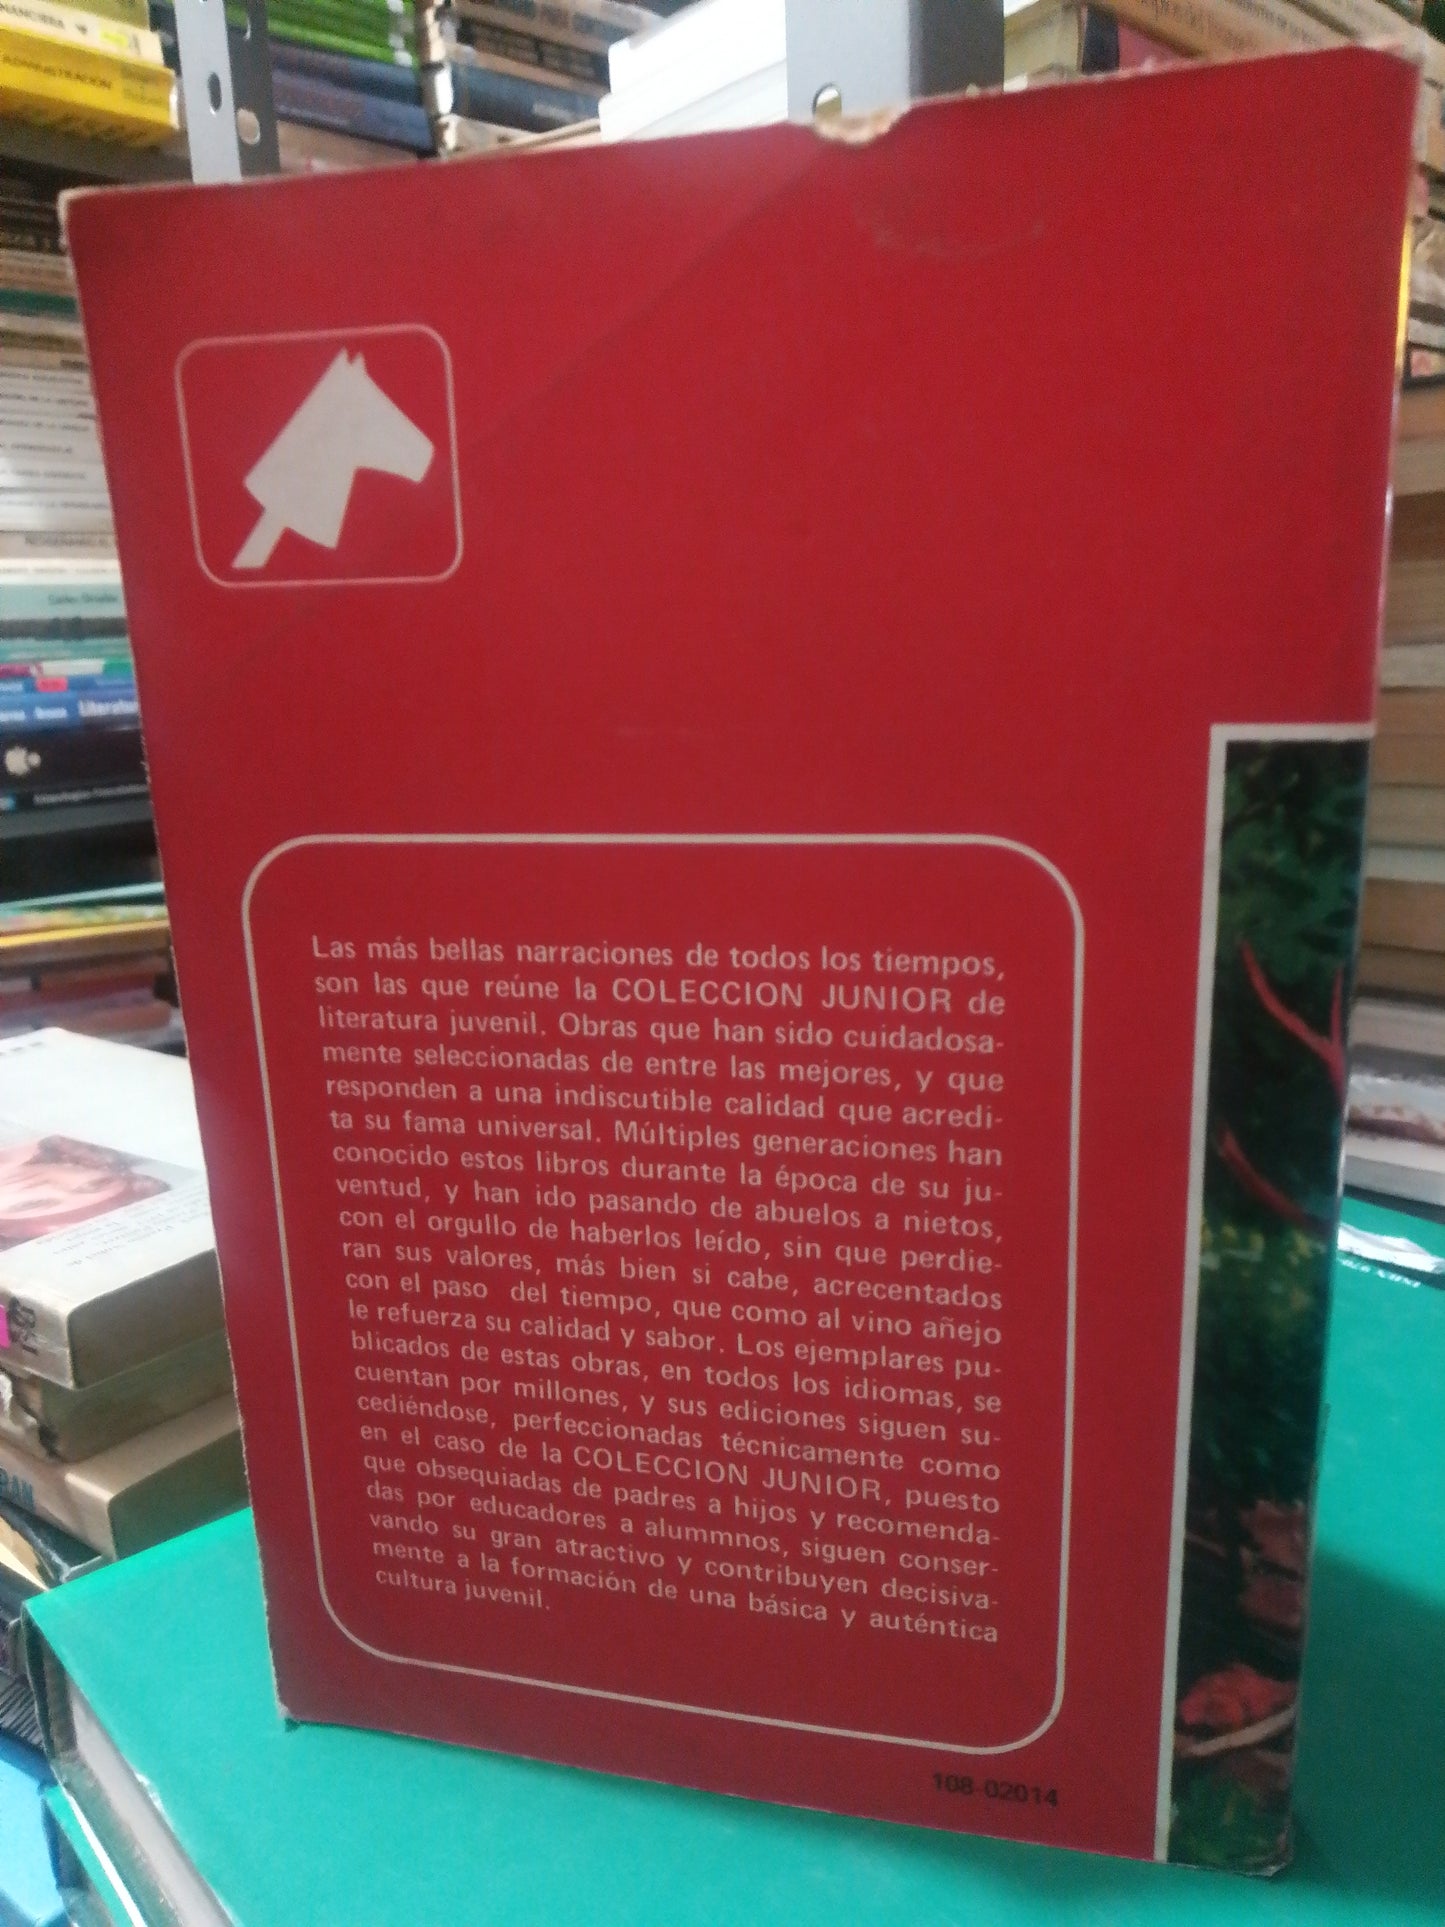 NANCIERA
ADMINISTRACION
Las más bellas narraciones de todos los tiempos,
son las que reúne la COLECCION JUNIOR de
literatura juvenil. Obras que han sido cuidadosa-
mente seleccionadas de entre las mejores, y que
responden a una indiscutible calidad que acredi-
ta su fama universal. Múltiples generaciones han
conocido estos libros durante la época de su ju-
ventud, y han ido pasando de abuelos a nietos,
con el orgullo de haberlos leído, sin que perdie-
ran sus valores, más bien si cabe, acrecentados
con el paso del tiempo, que como al vino añejo
le refuerza su calidad y sabor. Los ejemplares pu-
blicados de estas obras, en todos los idiomas, se
cuentan por millones, y sus ediciones siguen su-
cediéndose, perfeccionadas técnicamente como
en el caso de la COLECCION JUNIOR, puesto
que obsequiadas de padres a hijos y recomenda-
das por educadores a alummnos, siguen conser-
vando su gran atractivo y contribuyen decisiva-
mente a la formación de una básica y auténtica
cultura juvenil.
108-02014